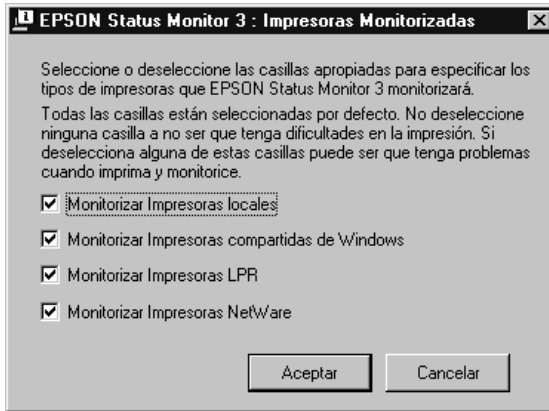 EPSON Status Monitor 3 : Impresoras Monitorizadas
Seleccione o deseleccione las casillas apropiadas para especificar los
tipos de impresoras que EPSON Status Monitor 3 monitorizará.
Todas las casillas están seleccionadas por defecto. No deseleccione
ninguna casilla a no ser que tenga dificultades en la impresión. Si
deselecciona alguna de estas casillas puede ser que tenga problemas
cuando imprima y monitorice.
Monitorizar Impresoras locales
Monitorizar Impresoras compartidas de Windows
Monitorizar Impresoras LPR
Monitorizar Impresoras NetWare
Aceptar
Cancelar